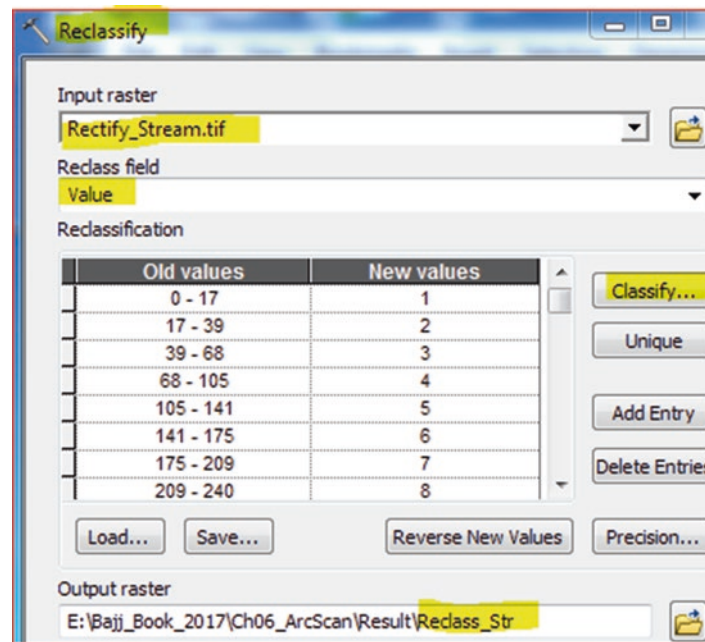 Reclassify
Input raster
Rectify_Stream.tif
Reclass field
Value
Reclassification
Old values New values
0 - 17 1
17 - 39 2
39 - 68 3
68 - 105 4
105 - 141 5
141 - 175 6
175 - 209 7
209 - 240 8
Classify...
Unique
Add Entry
Delete Entries
Load... Save... Reverse New Values Precision...
Output raster
E:\Bajj_Book_2017\Ch06_ArcScan\Result\Reclass_Str